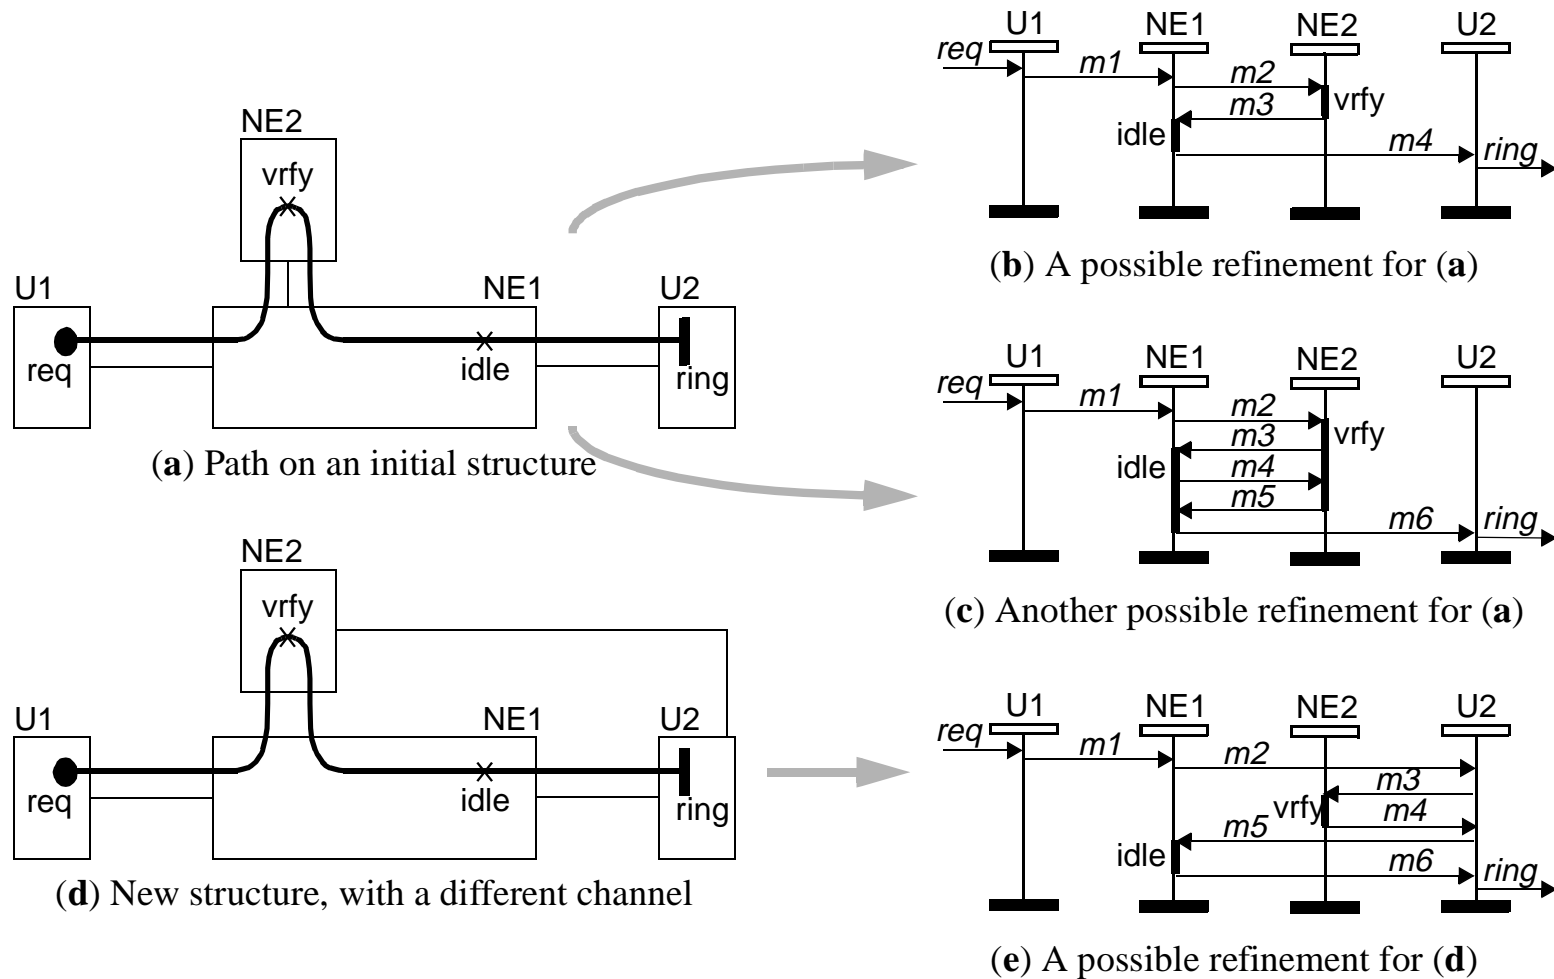 NE2
vrfy
U1
NE1
U2
req
idle
ring
(a) Path on an initial structure
NE2
vrfy
U1
NE1
U2
req
idle
ring
(d) New structure, with a different channel
U1 NE1 NE2 U2
req
m1
m2
m3
vrfy
idle
m4
ring
(b) A possible refinement for (a)
U1 NE1 NE2 U2
req
m1
m2
m3
vrfy
idle
m4
m5
m6
ring
(c) Another possible refinement for (a)
U1 NE1 NE2 U2
req
m1
m2
m3
vrfy
m4
m5
idle
m6
ring
(e) A possible refinement for (d)